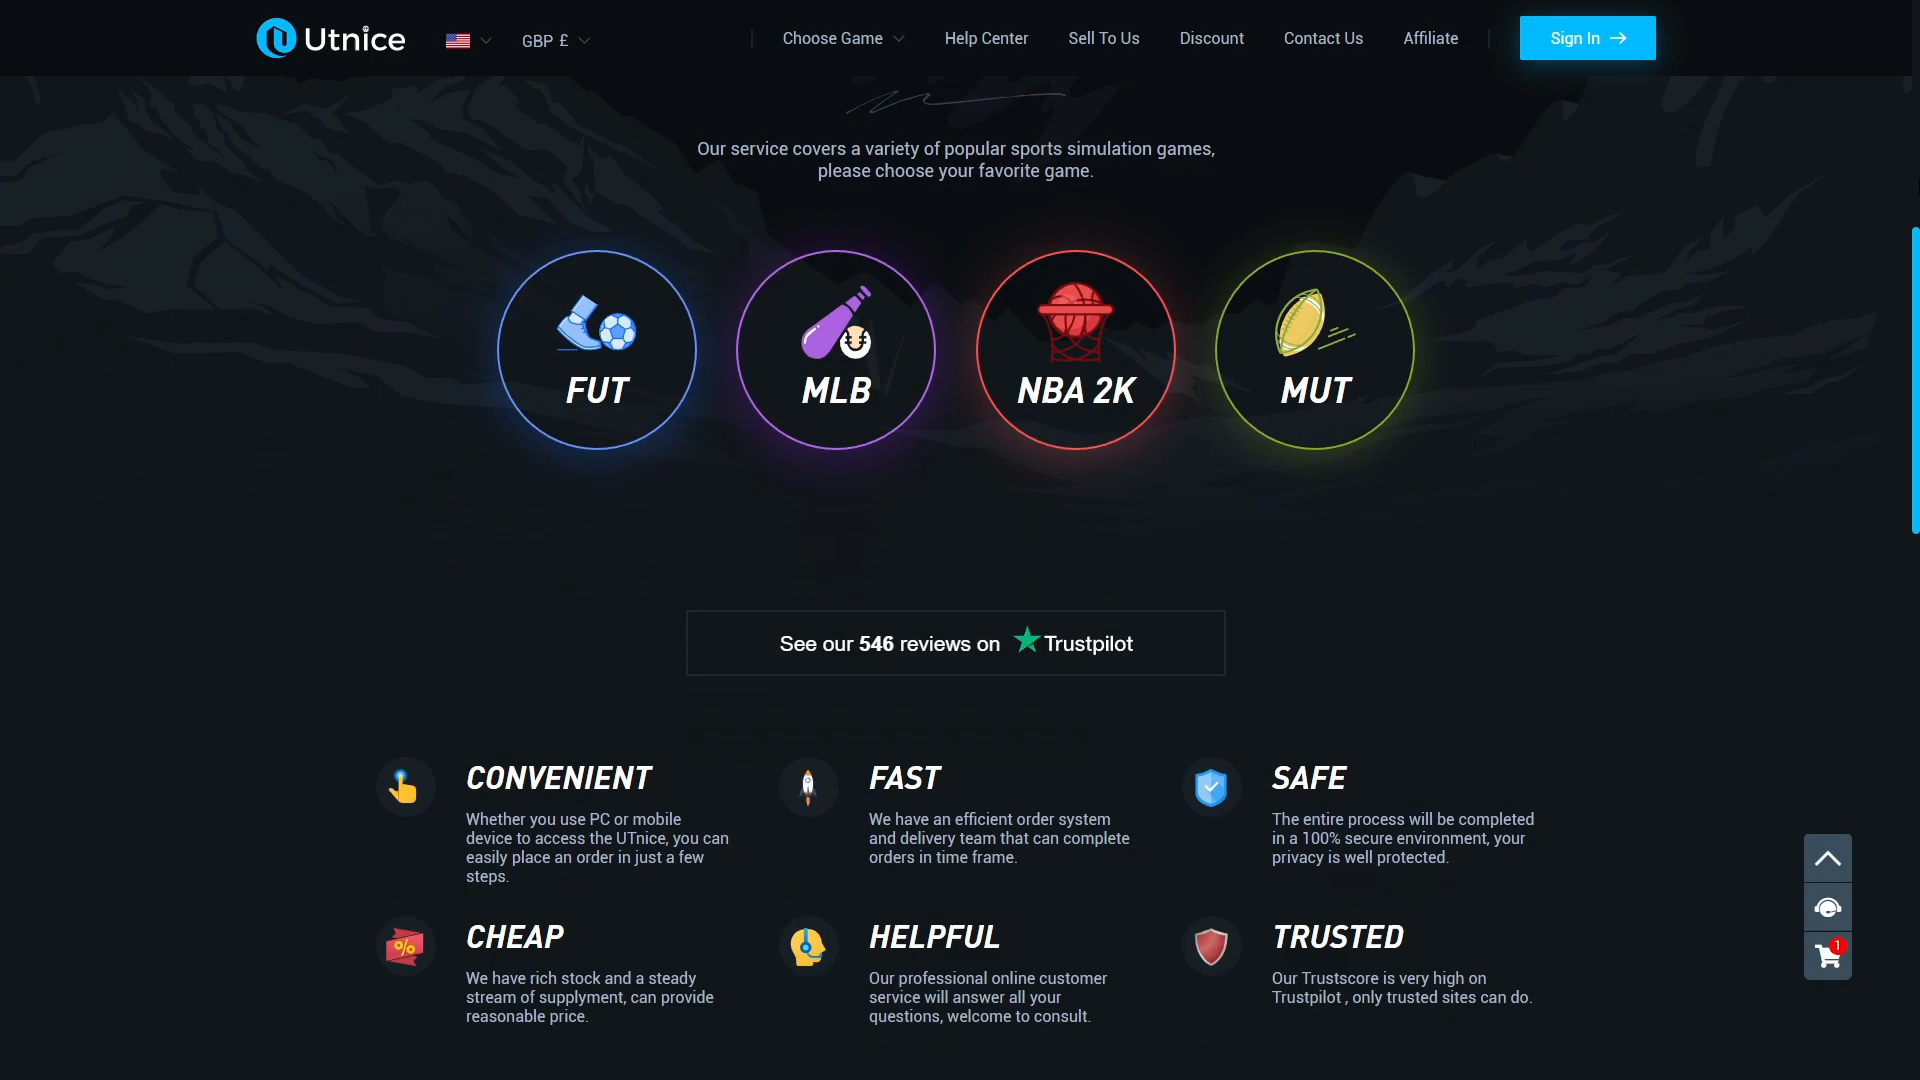 Utnice
GBP £
Choose Game
Help Center
Sell To Us
Discount
Contact Us
Affiliate
Sign In
Our service covers a variety of popular sports simulation games,
please choose your favorite game.
FUT
MLB
NBA 2K
MUT
See our 546 reviews on Trustpilot
CONVENIENT
Whether you use PC or mobile
device to access the UTnice, you can
easily place an order in just a few
steps.
FAST
We have an efficient order system
and delivery team that can complete
orders in time frame.
SAFE
The entire process will be completed
in a 100% secure environment, your
privacy is well protected.
CHEAP
We have rich stock and a steady
stream of supplyment, can provide
reasonable price.
HELPFUL
Our professional online customer
service will answer all your
questions, welcome to consult.
TRUSTED
Our Trustscore is very high on
Trustpilot , only trusted sites can do.
1